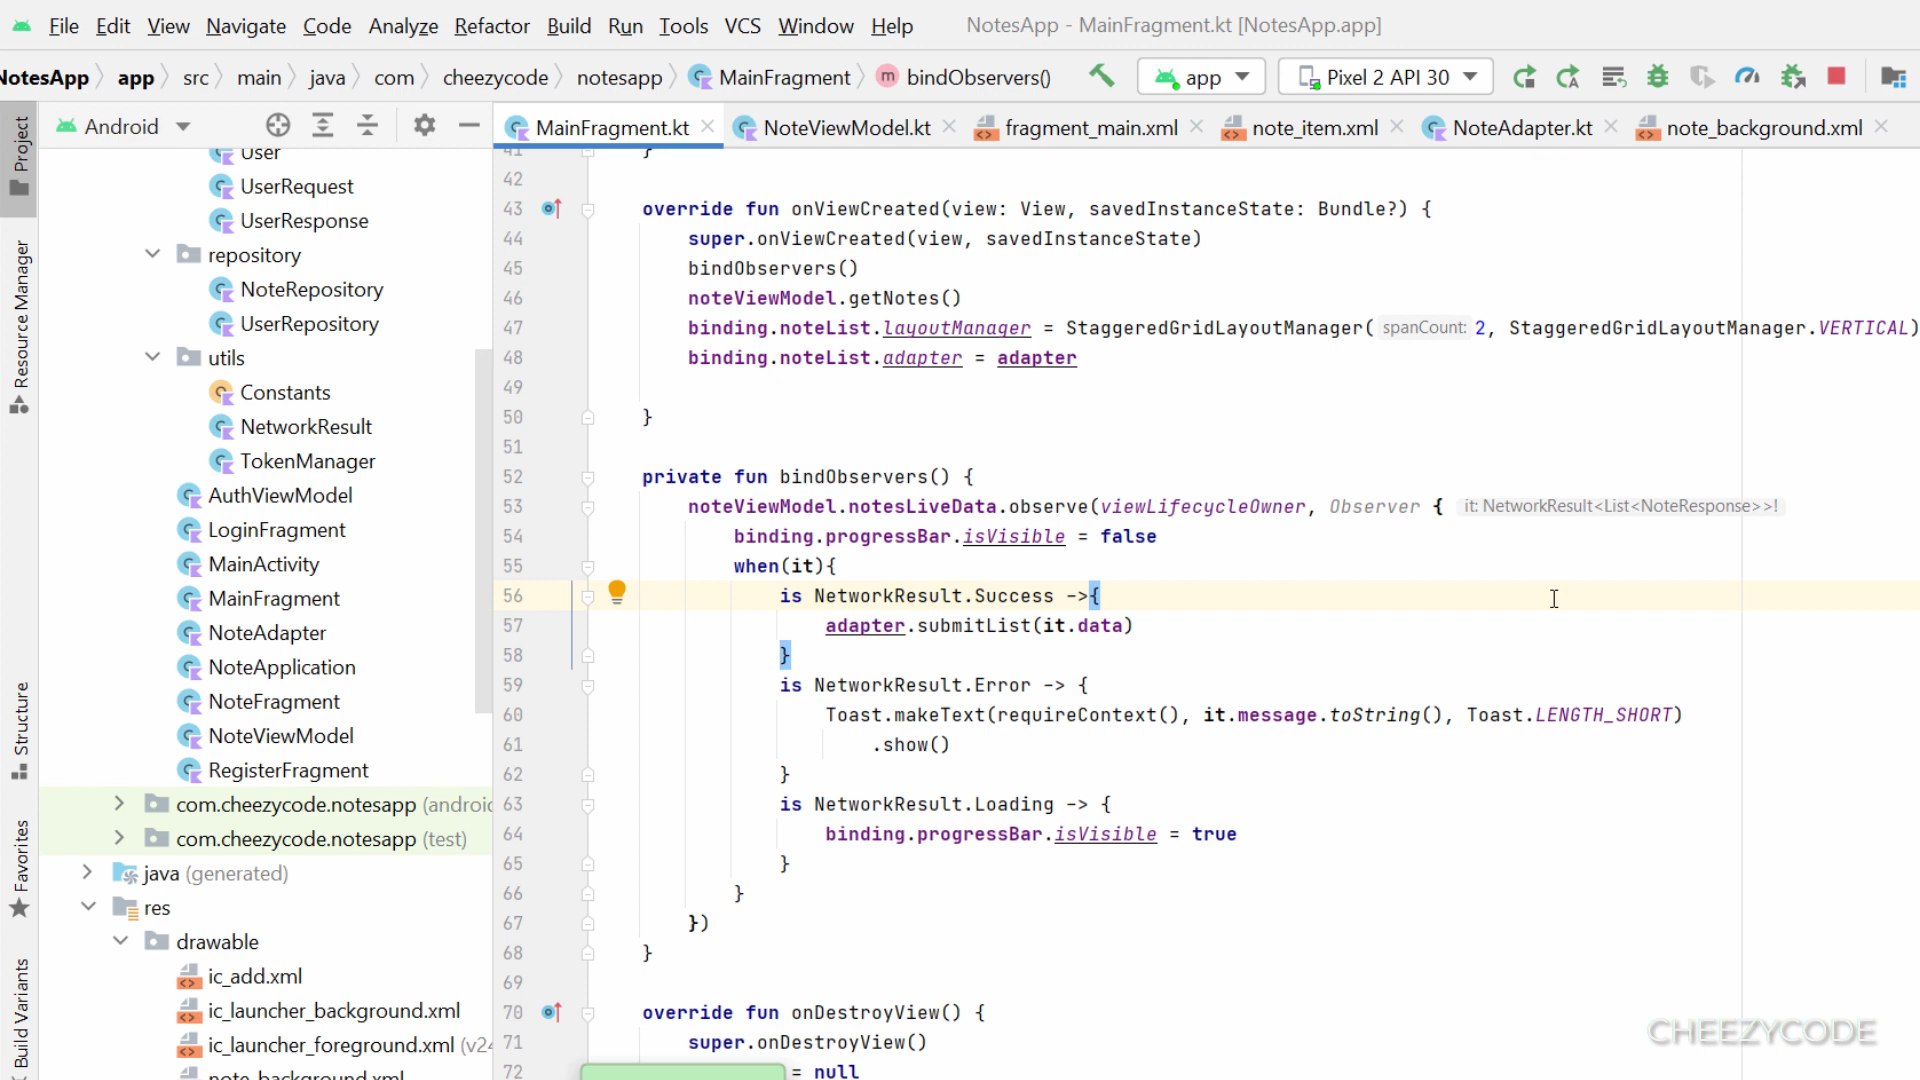 File Edit View Navigate Code Analyze Refactor Build Run Tools VCS Window Help NotesApp - MainFragment.kt [NotesApp.app]
NotesApp app src main java com cheezycode notesapp MainFragment m bindObservers() app Pixel 2 API 30
Android
MainFragment.kt NoteViewModel.kt fragment_main.xml note_item.xml NoteAdapter.kt note_background.xml
Project
Resource Manager
Structure
Favorites
Build Variants
User
UserRequest
UserResponse
repository
NoteRepository
UserRepository
utils
Constants
NetworkResult
TokenManager
AuthViewModel
LoginFragment
MainActivity
MainFragment
NoteAdapter
NoteApplication
NoteFragment
NoteViewModel
RegisterFragment
com.cheezycode.notesapp (androic
com.cheezycode.notesapp (test)
java (generated)
res
drawable
ic_add.xml
ic_launcher_background.xml
ic_launcher_foreground.xml (v24
note_background.xml
41 }
42
43 override fun onViewCreated(view: View, savedInstanceState: Bundle?) {
44 super.onViewCreated(view, savedInstanceState)
45 bindObservers()
46 noteViewModel.getNotes()
47 binding.noteList.layoutManager = StaggeredGridLayoutManager( spanCount: 2, StaggeredGridLayoutManager.VERTICAL)
48 binding.noteList.adapter = adapter
49
50 }
51
52 private fun bindObservers() {
53 noteViewModel.notesLiveData.observe(viewLifecycleOwner, Observer { it: NetworkResult<List<NoteResponse>>!
54 binding.progressBar.isVisible = false
55 when(it){
56 is NetworkResult.Success ->{
57 adapter.submitList(it.data)
58 }
59 is NetworkResult.Error -> {
60 Toast.makeText(requireContext(), it.message.toString(), Toast.LENGTH_SHORT)
61 .show()
62 }
63 is NetworkResult.Loading -> {
64 binding.progressBar.isVisible = true
65 }
66 }
67 })
68 }
69
70 override fun onDestroyView() {
71 super.onDestroyView()
72 = null
CHEEZYCODE